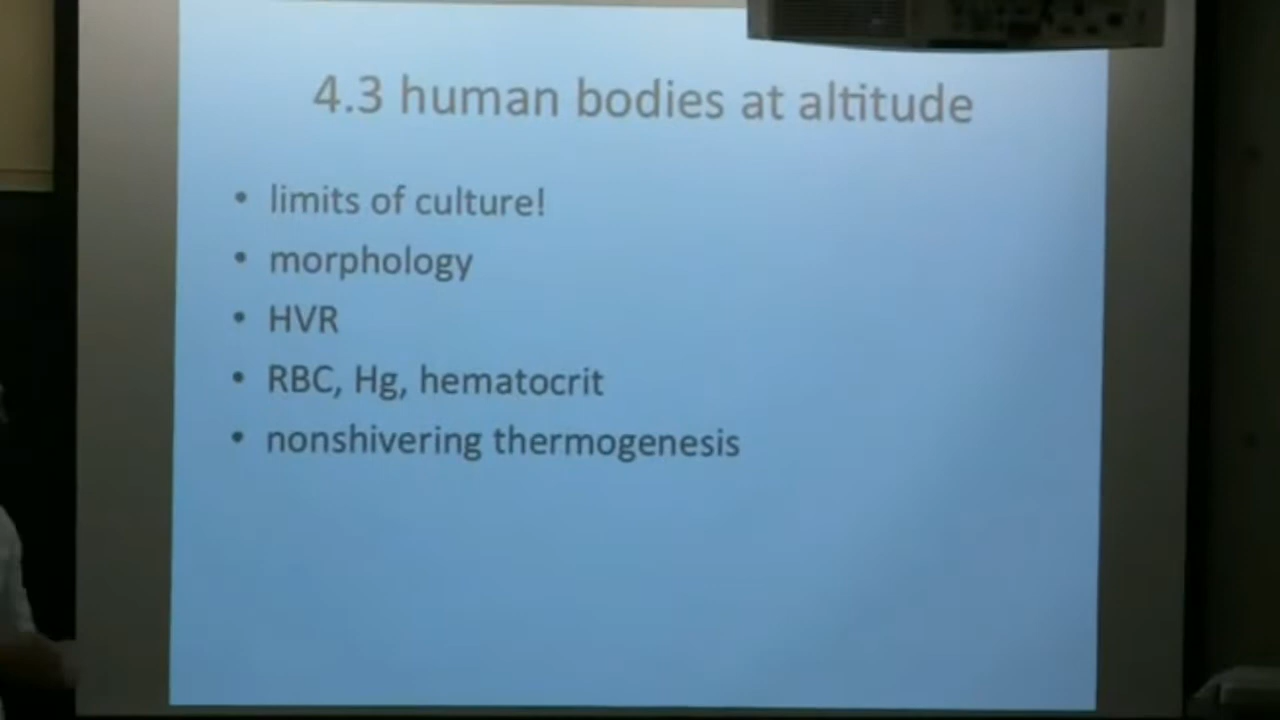 4.3 human bodies at altitude
• limits of culture!
• morphology
• HVR
• RBC, Hg, hematocrit
• nonshivering thermogenesis